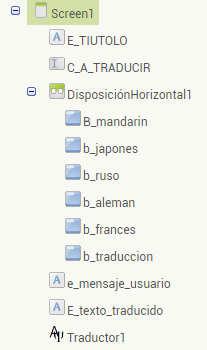 Screen1
E_TIUTOLO
C_A_TRADUCIR
DisposiciónHorizontal1
B_mandarin
b_japones
b_ruso
b_aleman
b_frances
b_traduccion
e_mensaje_usuario
E_texto_traducido
Traductor1